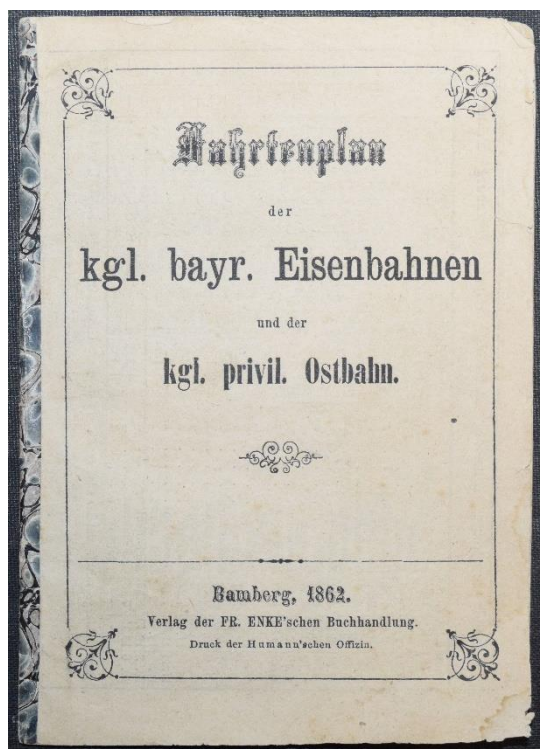 Fahrtenplan
der
kgl. bayr. Eisenbahnen
und der
kgl. privil. Ostbahn.
Bamberg, 1862.
Verlag der FR. ENKE'schen Buchhandlung.
Druck der Humann'schen Offizin.